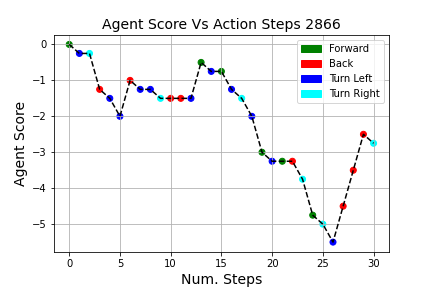 Agent Score Vs Action Steps 2866
Forward
Back
Turn Left
Turn Right
Agent Score
0
−1
−2
−3
−4
−5
0 5 10 15 20 25 30
Num. Steps